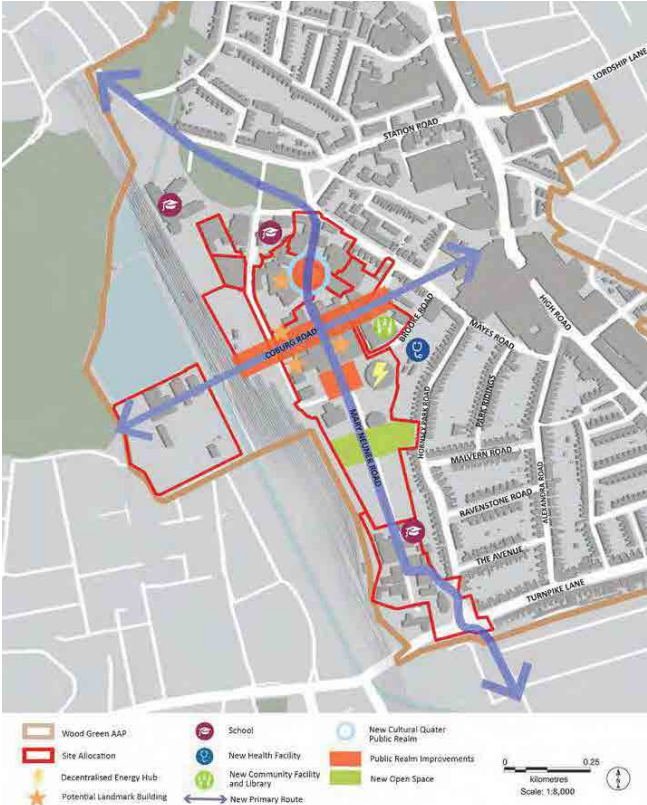 LORDSHIP LANE
STATION ROAD
HIGH ROAD
BROOKE ROAD
MAYES ROAD
COBURG ROAD
PARK RIDINGS
HORNSEY PARK ROAD
MARY NEUNER ROAD
MALVERN ROAD
ALEXANDRA ROAD
RAVENSTONE ROAD
THE AVENUE
TURNPIKE LANE
Wood Green AAP
Site Allocation
Decentralised Energy Hub
Potential Landmark Building
School
New Health Facility
New Community Facility
and Library
New Primary Route
New Cultural Quater
Public Realm
Public Realm Improvements
New Open Space
0 0.25
kilometres
Scale: 1:8,000